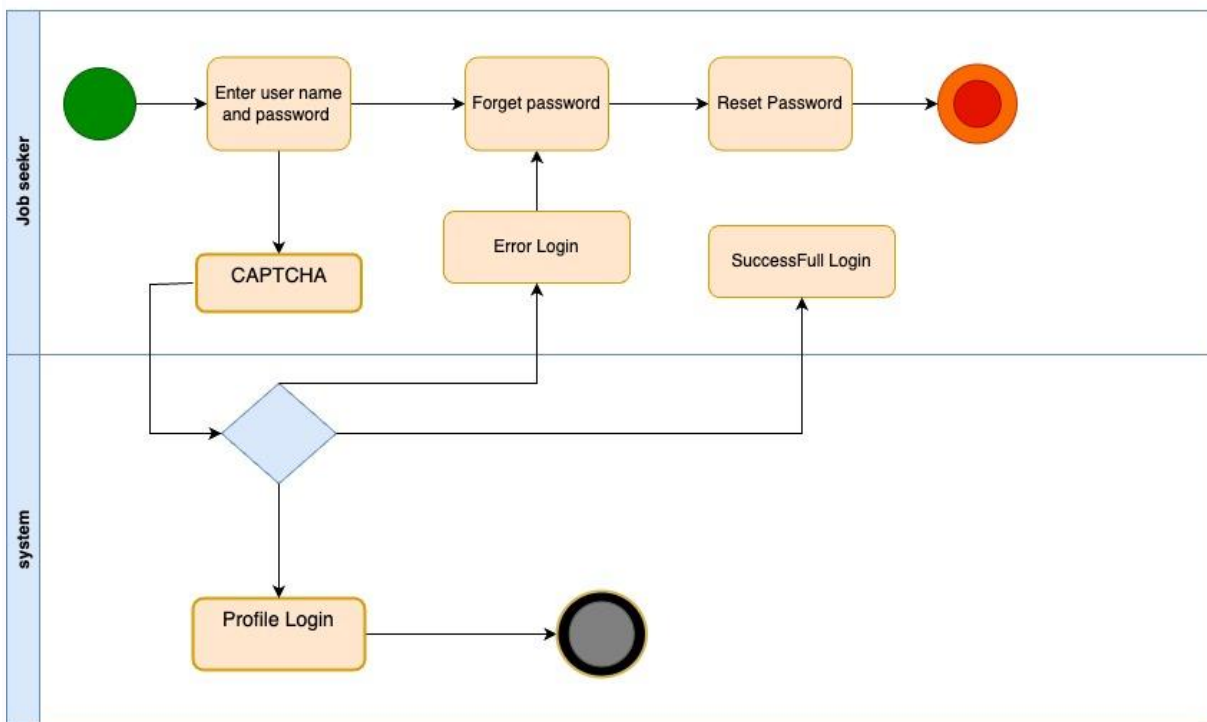 Job seeker
Enter user name
and password
Forget password
Reset Password
Error Login
SuccessFull Login
CAPTCHA
system
Profile Login